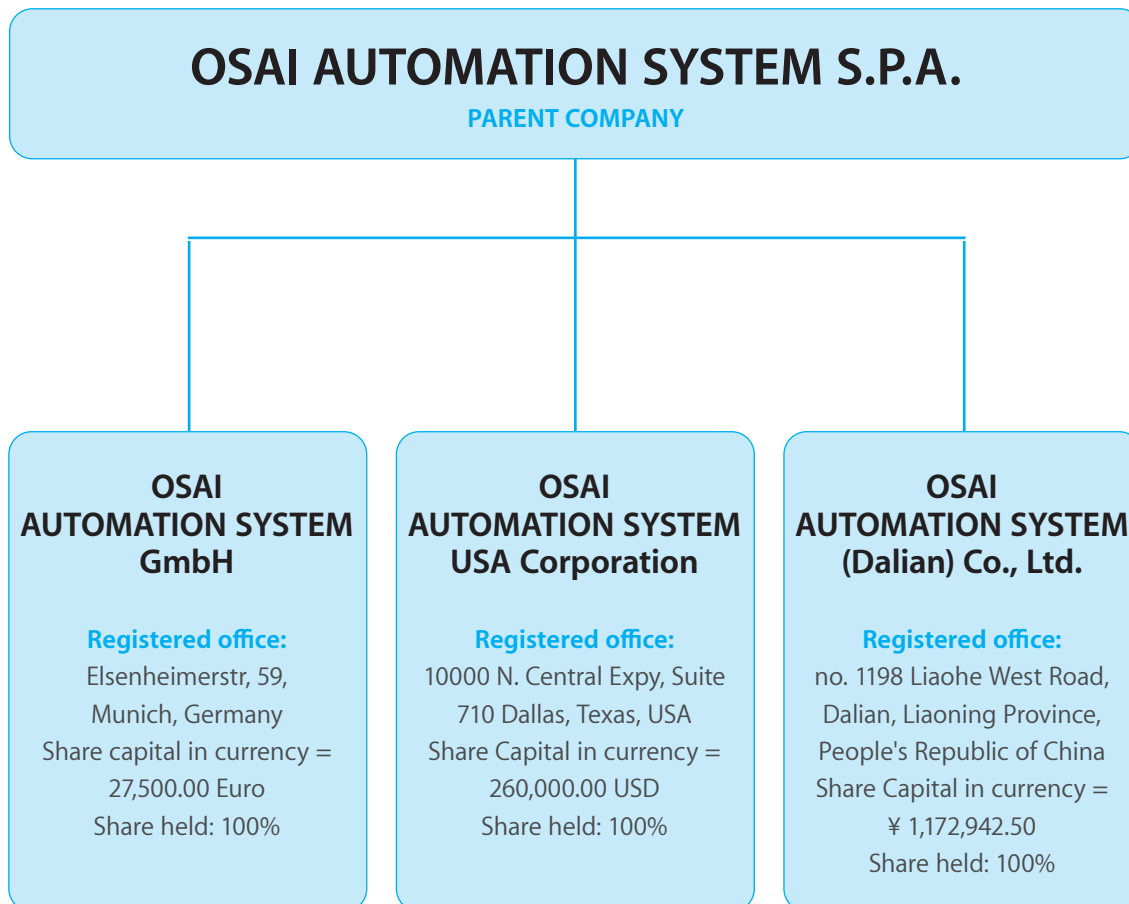 OSAI AUTOMATION SYSTEM S.P.A.
PARENT COMPANY
OSAI
AUTOMATION SYSTEM
GmbH
Registered office:
Elsenheimerstr, 59,
Munich, Germany
Share capital in currency =
27,500.00 Euro
Share held: 100%
OSAI
AUTOMATION SYSTEM
USA Corporation
Registered office:
10000 N. Central Expy, Suite
710 Dallas, Texas, USA
Share Capital in currency =
260,000.00 USD
Share held: 100%
OSAI
AUTOMATION SYSTEM
(Dalian) Co., Ltd.
Registered office:
no. 1198 Liaohe West Road,
Dalian, Liaoning Province,
People's Republic of China
Share Capital in currency =
¥ 1,172,942.50
Share held: 100%